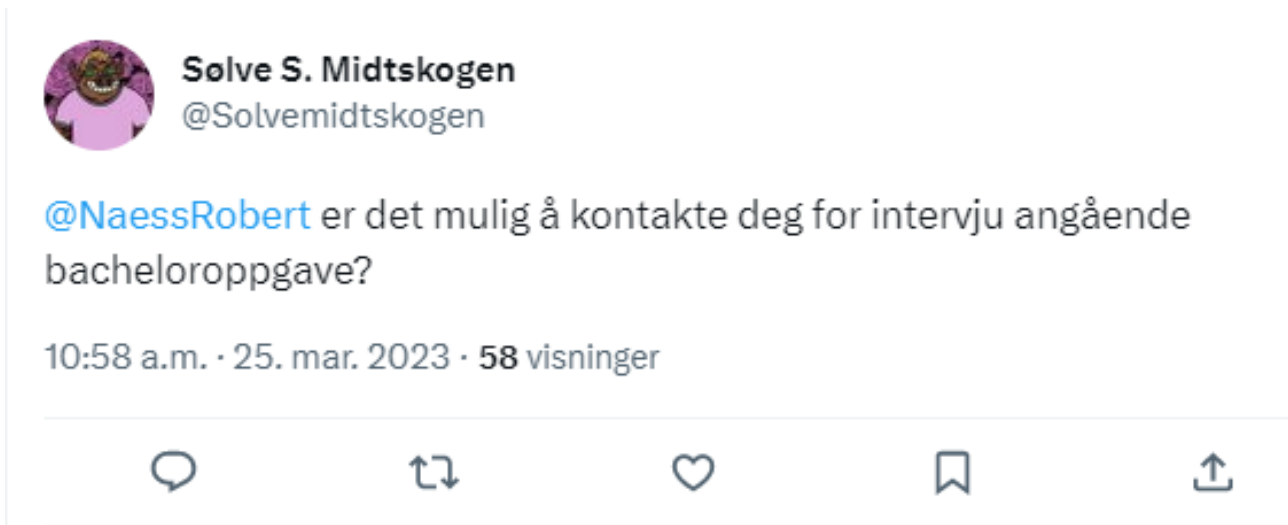 Sølve S. Midtskogen
@Solvemidtskogen
@NaessRobert er det mulig å kontakte deg for intervju angående
bacheloroppgave?
10:58 a.m. · 25. mar. 2023 · 58 visninger